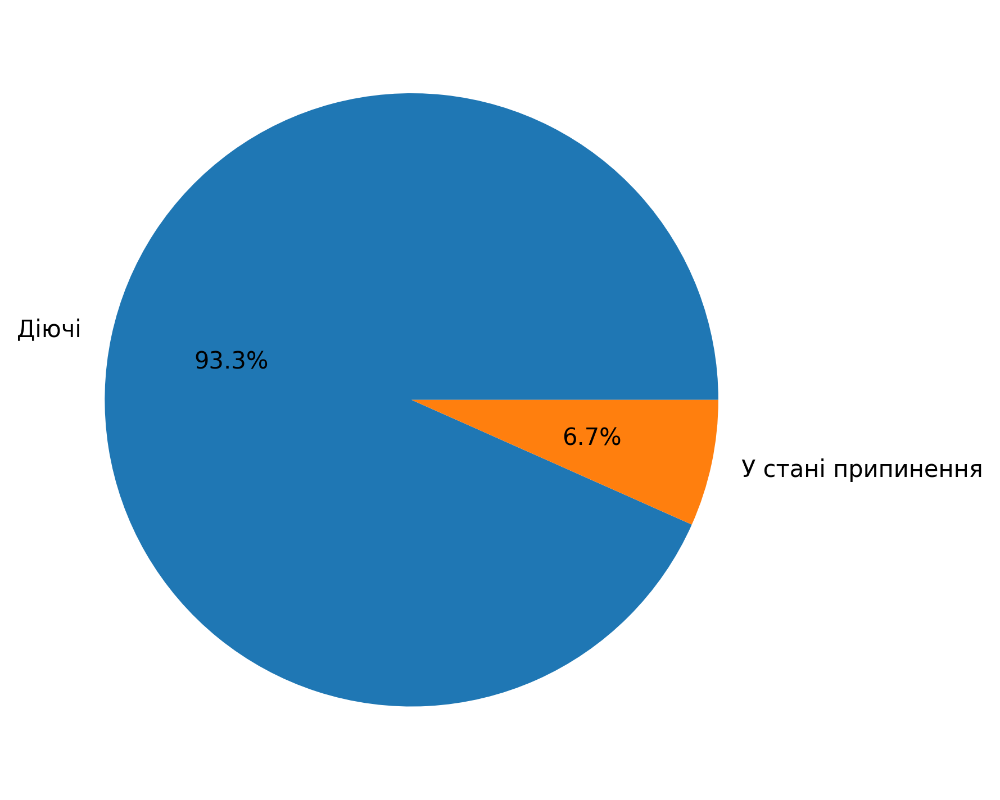 Діючі
93.3%
6.7%
У стані припинення